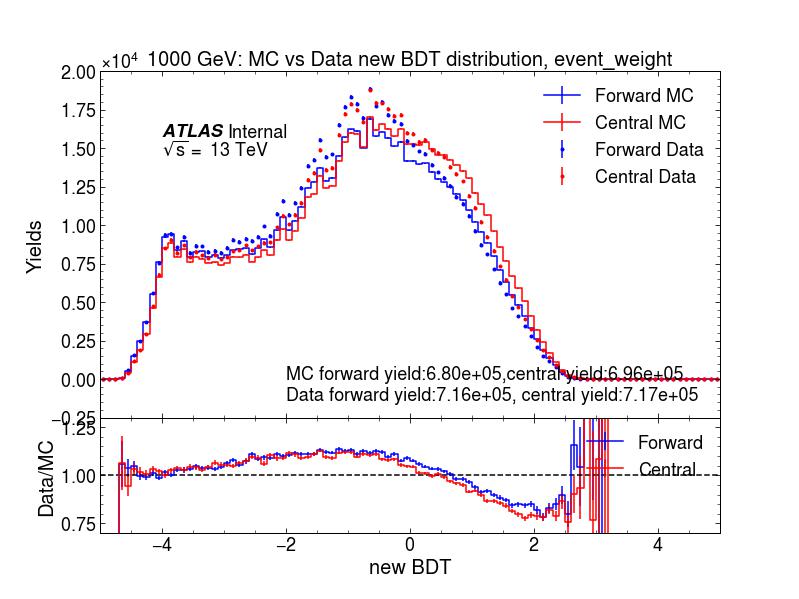 ×10⁴ 1000 GeV: MC vs Data new BDT distribution, event_weight
2.00
1.75
1.50
1.25
1.00
0.75
0.50
0.25
0.00
−0.25
Yields
ATLAS Internal
√s = 13 TeV
Forward MC
Central MC
Forward Data
Central Data
MC forward yield:6.80e+05,central yield:6.96e+05
Data forward yield:7.16e+05, central yield:7.17e+05
1.25
1.00
0.75
Data/MC
Forward
Central
−4 −2 0 2 4
new BDT